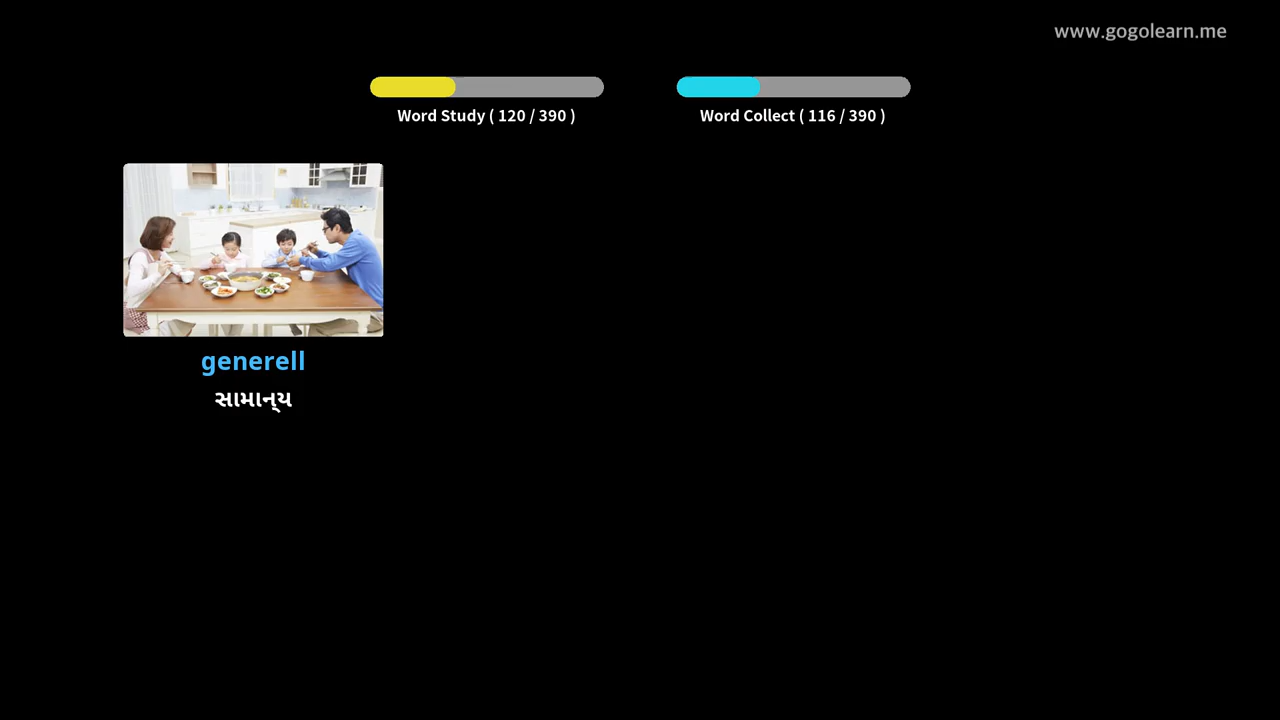 www.gogolearn.me
Word Study ( 120 / 390 )
Word Collect ( 116 / 390 )
generell
સામાન્ય